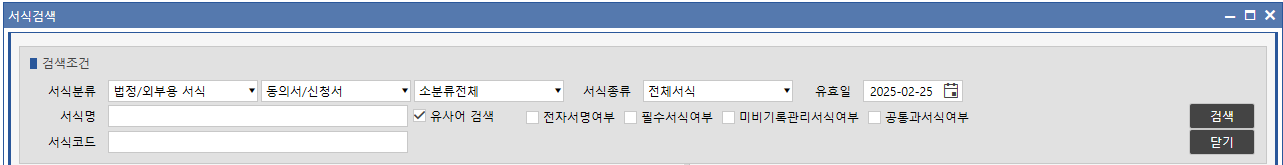 서식검색
검색조건
서식분류 법정/외부용 서식 동의서/신청서 소분류전체 서식종류 전체서식 유효일 2025-02-25
서식명 유사어 검색 전자서명여부 필수서식여부 미비기록관리서식여부 공통과서식여부 검색
서식코드 닫기